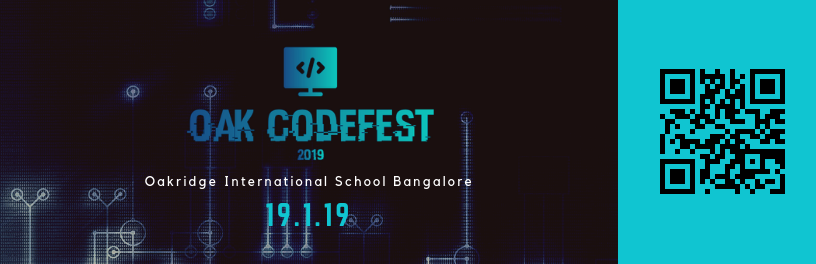 </>
OAK CODEFEST
2019
Oakridge International School Bangalore
19.1.19